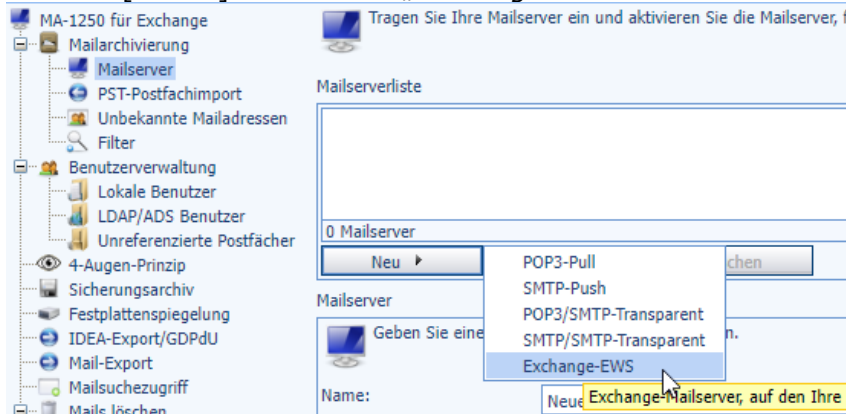 MA-1250 für Exchange
Mailarchivierung
Mailserver
PST-Postfachimport
Unbekannte Mailadressen
Filter
Benutzerverwaltung
Lokale Benutzer
LDAP/ADS Benutzer
Unreferenzierte Postfächer
4-Augen-Prinzip
Sicherungsarchiv
Festplattenspiegelung
IDEA-Export/GDPdU
Mail-Export
Mailsuchezugriff
Mails löschen
Tragen Sie Ihre Mailserver ein und aktivieren Sie die Mailserver, f
Mailserverliste
0 Mailserver
Neu
chen
POP3-Pull
SMTP-Push
POP3/SMTP-Transparent
SMTP/SMTP-Transparent
Exchange-EWS
Mailserver
Geben Sie eine
n.
Name:
Neue
Exchange-Mailserver, auf den Ihre